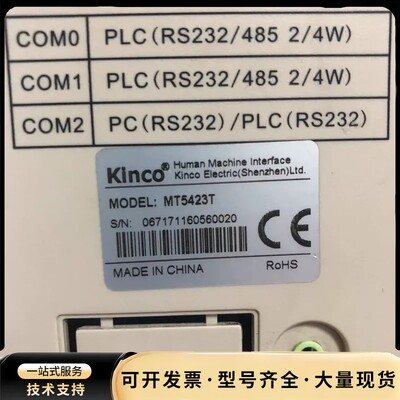 COM0 PLC(RS232/485 2/4W)
COM1 PLC(RS232/485 2/4W)
COM2 PC(RS232)/PLC(RS232)
Kinco® Human Machine Interface
Kinco Electric(Shenzhen)Ltd.
MODEL: MT5423T
S/N: 067171160560020
CE
MADE IN CHINA RoHS
一站式服务
技术支持
可开发票·型号齐全·大量现货